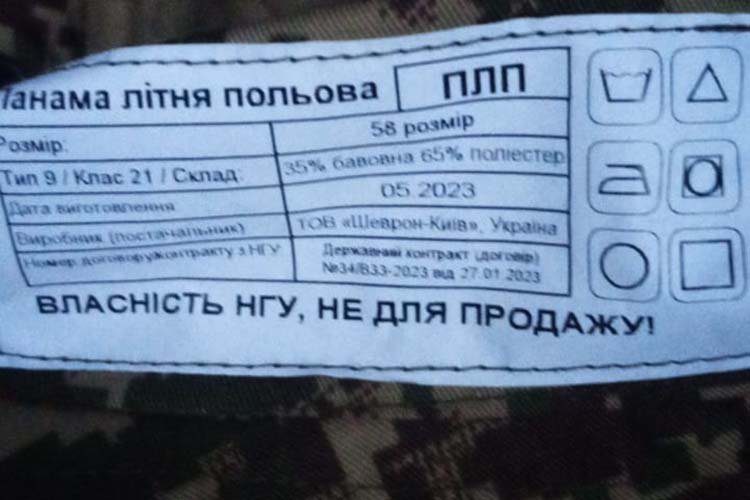 Панама літня польова ПЛП
Розмір: 58 розмір
Тип 9 / Клас 21 / Склад: 35% бавовна 65% поліестер
Дата виготовлення 05.2023
Виробник (постачальник) ТОВ «Шеврон-Київ», Україна
Номер договору/контракту з НГУ Державний контракт (договір)
№34/В33-2023 від 27.01.2023
ВЛАСНІСТЬ НГУ, НЕ ДЛЯ ПРОДАЖУ!